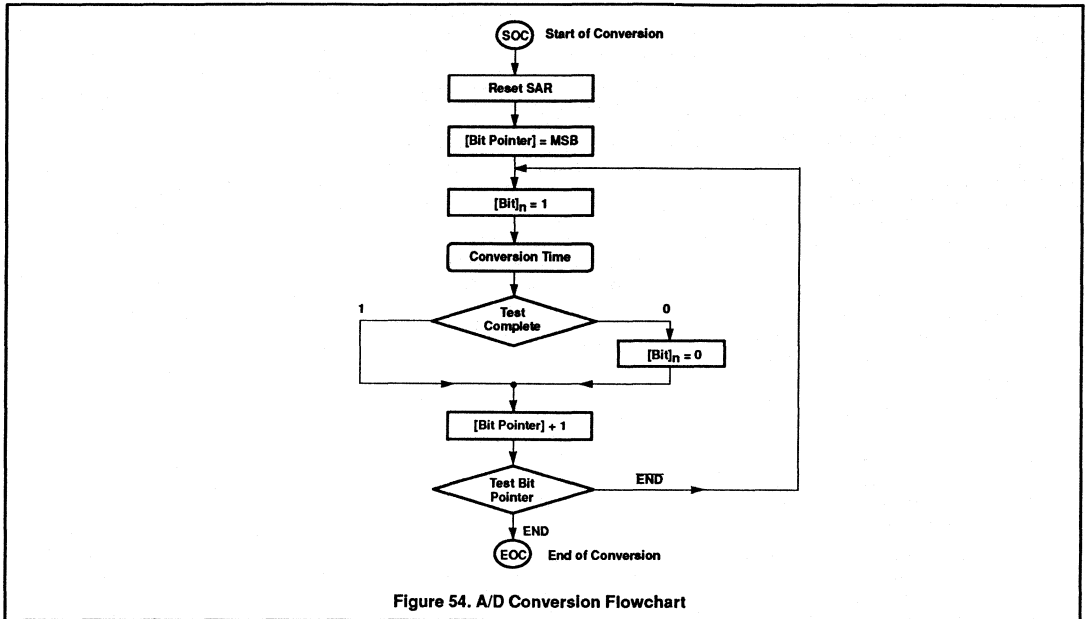 SOC Start of Conversion
Reset SAR
[Bit Pointer] = MSB
[Bit]n = 1
Conversion Time
1
Test
Complete
0
[Bit]n = 0
[Bit Pointer] + 1
Test Bit
Pointer
END
END
EOC End of Conversion
Figure 54. A/D Conversion Flowchart